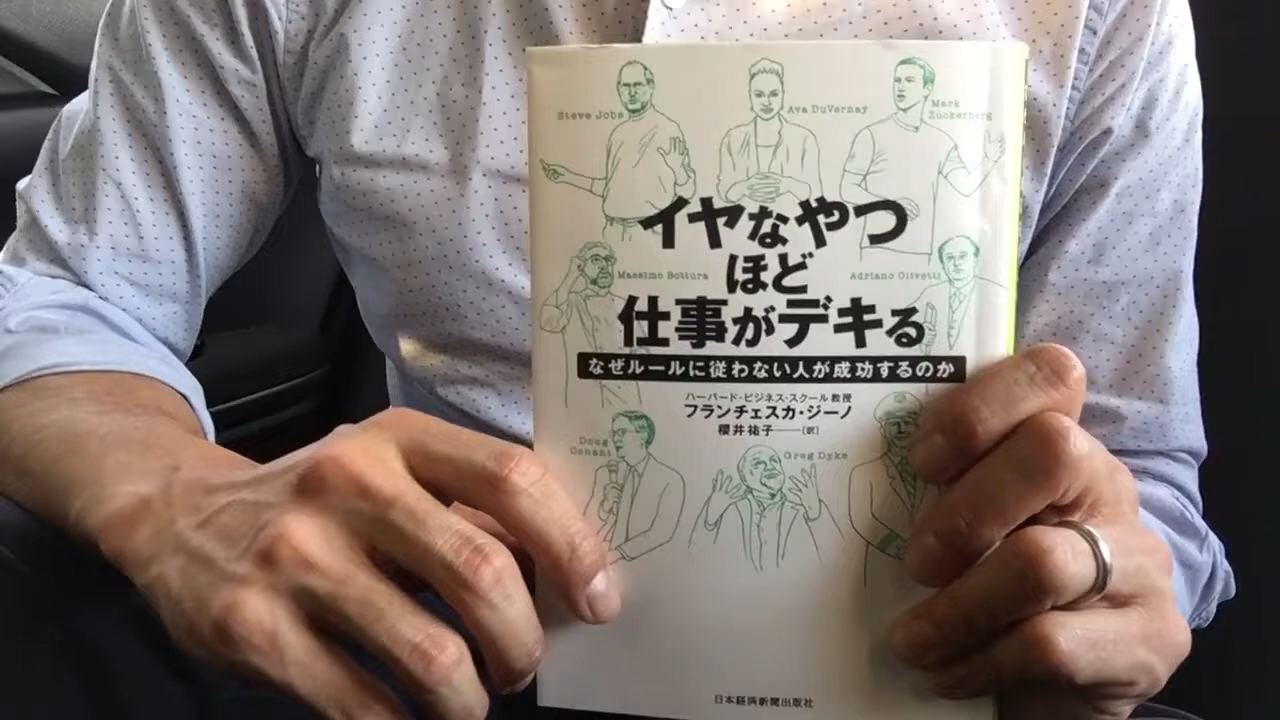 Steve Jobs
Ava DuVernay
Mark
Zuckerberg
イヤなやつ
ほど
仕事がデキる
Massimo Bottura
Adriano Olivetti
なぜルールに従わない人が成功するのか
ハーバード・ビジネス・スクール教授
フランチェスカ・ジーノ
櫻井祐子――[訳]
Doug
Conant
Greg Dyke
日本経済新聞出版社